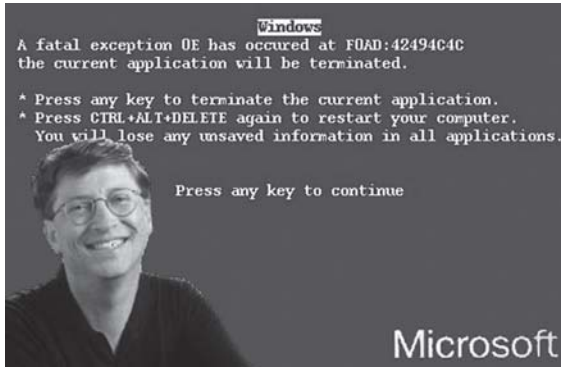 Windows
A fatal exception 0E has occured at F0AD:42494C4C
the current application will be terminated.
* Press any key to terminate the current application.
* Press CTRL+ALT+DELETE again to restart your computer.
You will lose any unsaved information in all applications.
Press any key to continue
Microsoft